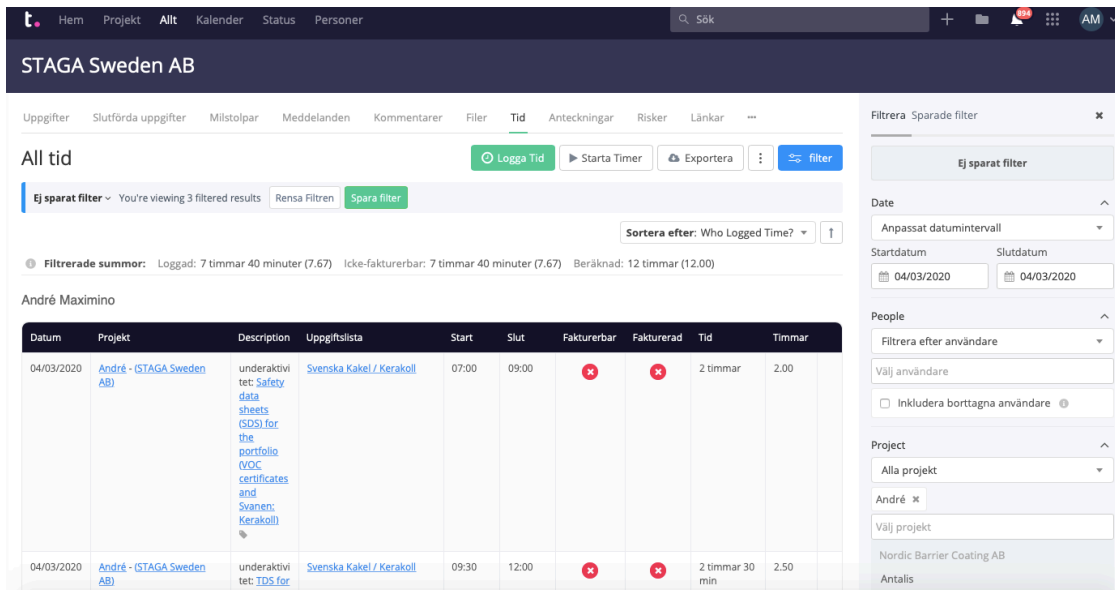 t. Hem Projekt Allt Kalender Status Personer Sök 894 AM
STAGA Sweden AB
Uppgifter Slutförda uppgifter Milstolpar Meddelanden Kommentarer Filer Tid Anteckningar Risker Länkar ...
All tid Logga Tid Starta Timer Exportera filter
Ej sparat filter You're viewing 3 filtered results Rensa Filtren Spara filter
Sortera efter: Who Logged Time?
Filtrerade summor: Loggad: 7 timmar 40 minuter (7.67) Icke-fakturerbar: 7 timmar 40 minuter (7.67) Beräknad: 12 timmar (12.00)
André Maximino
Datum Projekt Description Uppgiftslista Start Slut Fakturerbar Fakturerad Tid Timmar
04/03/2020 André - (STAGA Sweden underaktivi Svenska Kakel / Kerakoll 07:00 09:00 2 timmar 2.00
AB) tet: Safety
data
sheets
(SDS) for
the
portfolio
(VOC
certificates
and
Svanen:
Kerakoll)
04/03/2020 André - (STAGA Sweden underaktivi Svenska Kakel / Kerakoll 09:30 12:00 2 timmar 30 2.50
AB) tet: TDS for min
Filtrera Sparade filter
Ej sparat filter
Date
Anpassat datumintervall
Startdatum Slutdatum
04/03/2020 04/03/2020
People
Filtrera efter användare
Välj användare
Inkludera borttagna användare
Project
Alla projekt
André
Välj projekt
Nordic Barrier Coating AB
Antalis